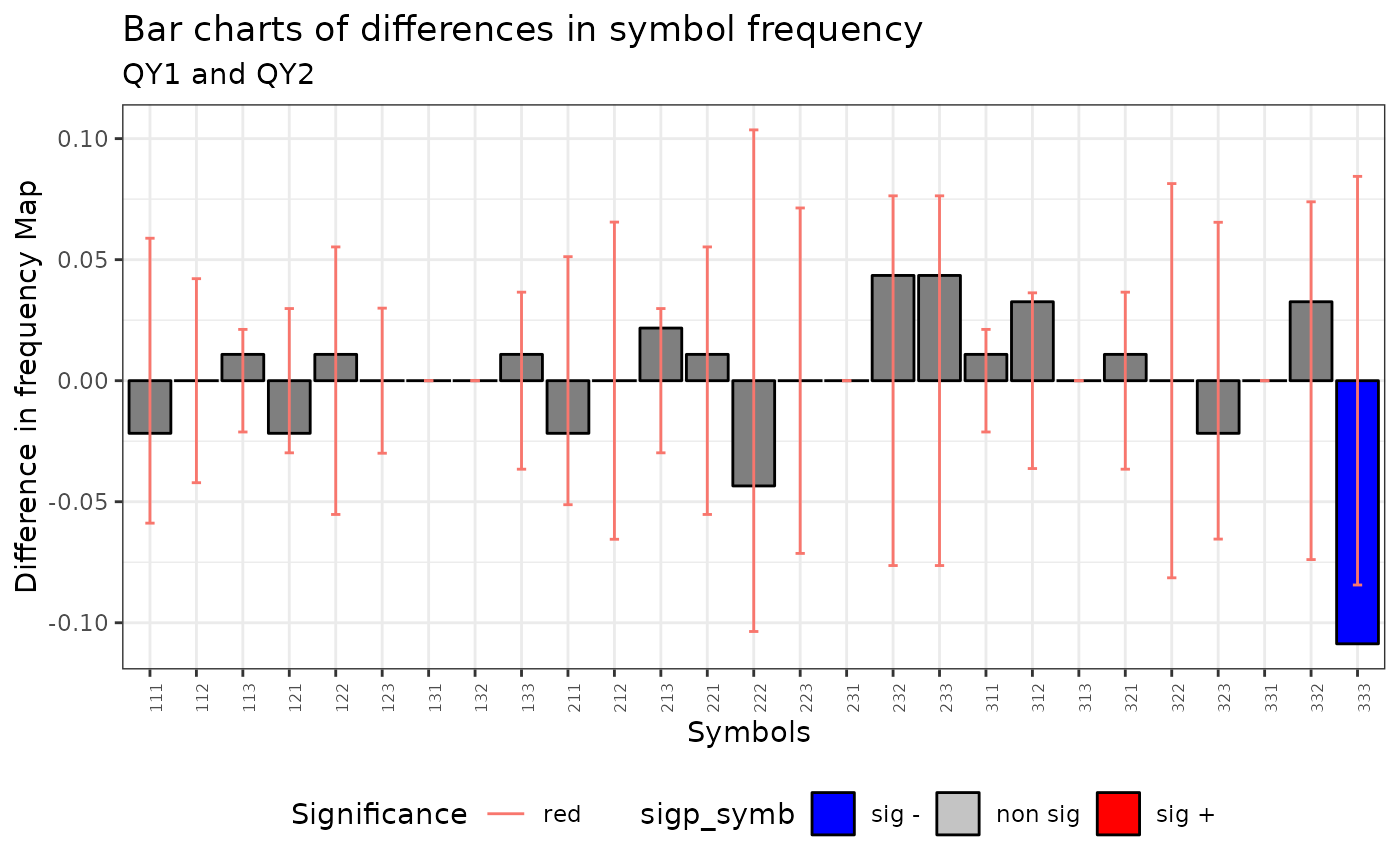 Bar charts of differences in symbol frequency
QY1 and QY2
Difference in frequency Map
0.10
0.05
0.00
-0.05
-0.10
111 112 113 121 122 123 131 132 133 211 212 213 221 222 223 231 232 233 311 312 313 321 322 323 331 332 333
Symbols
Significance red sigp_symb sig - non sig sig +